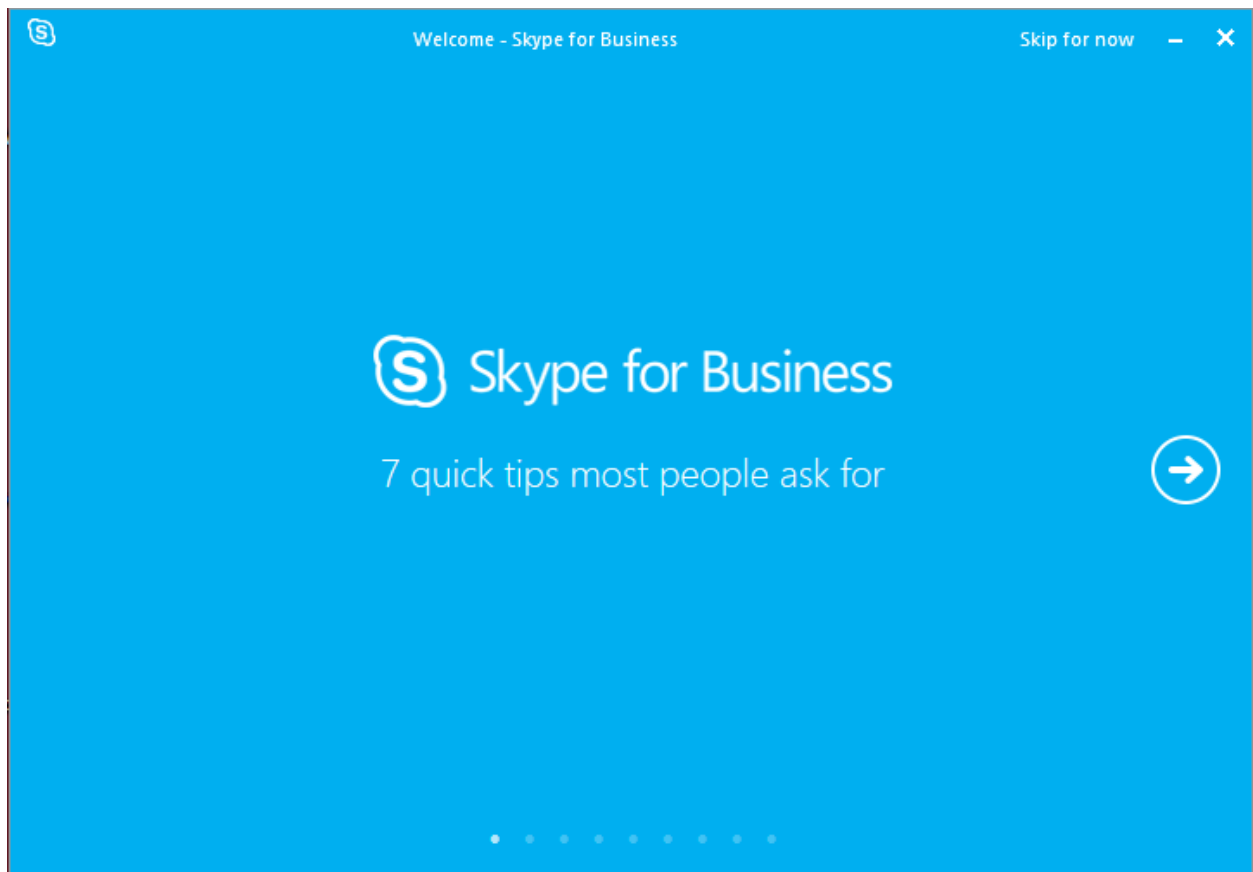 Welcome - Skype for Business
Skip for now
Skype for Business
7 quick tips most people ask for